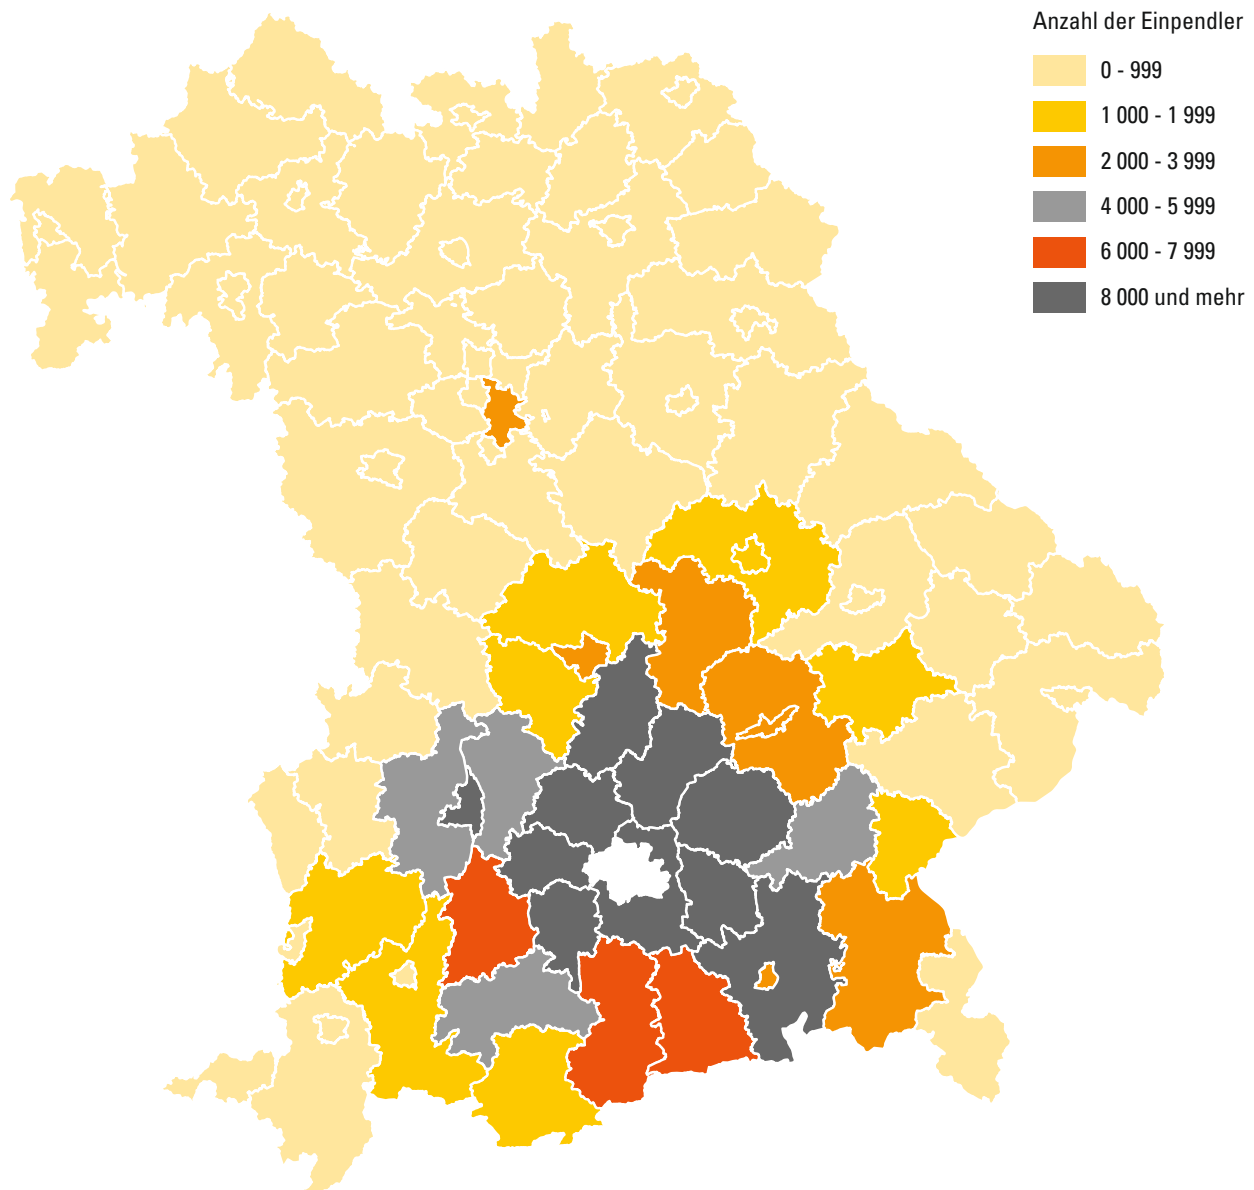 Anzahl der Einpendler
0 - 999
1 000 - 1 999
2 000 - 3 999
4 000 - 5 999
6 000 - 7 999
8 000 und mehr